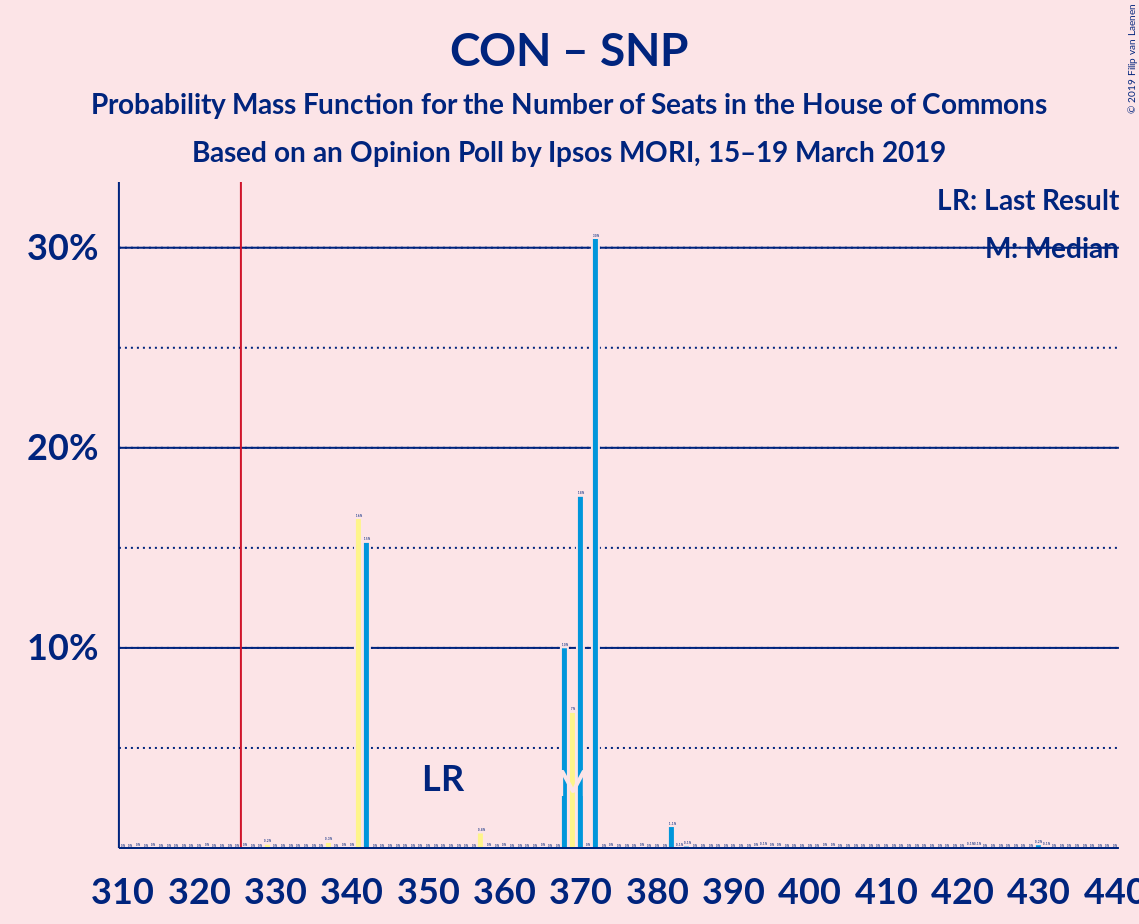 CON – SNP
Probability Mass Function for the Number of Seats in the House of Commons
Based on an Opinion Poll by Ipsos MORI, 15–19 March 2019
© 2019 Filip van Laenen
LR: Last Result
M: Median
30%
20%
10%
LR
M
310 320 330 340 350 360 370 380 390 400 410 420 430 440